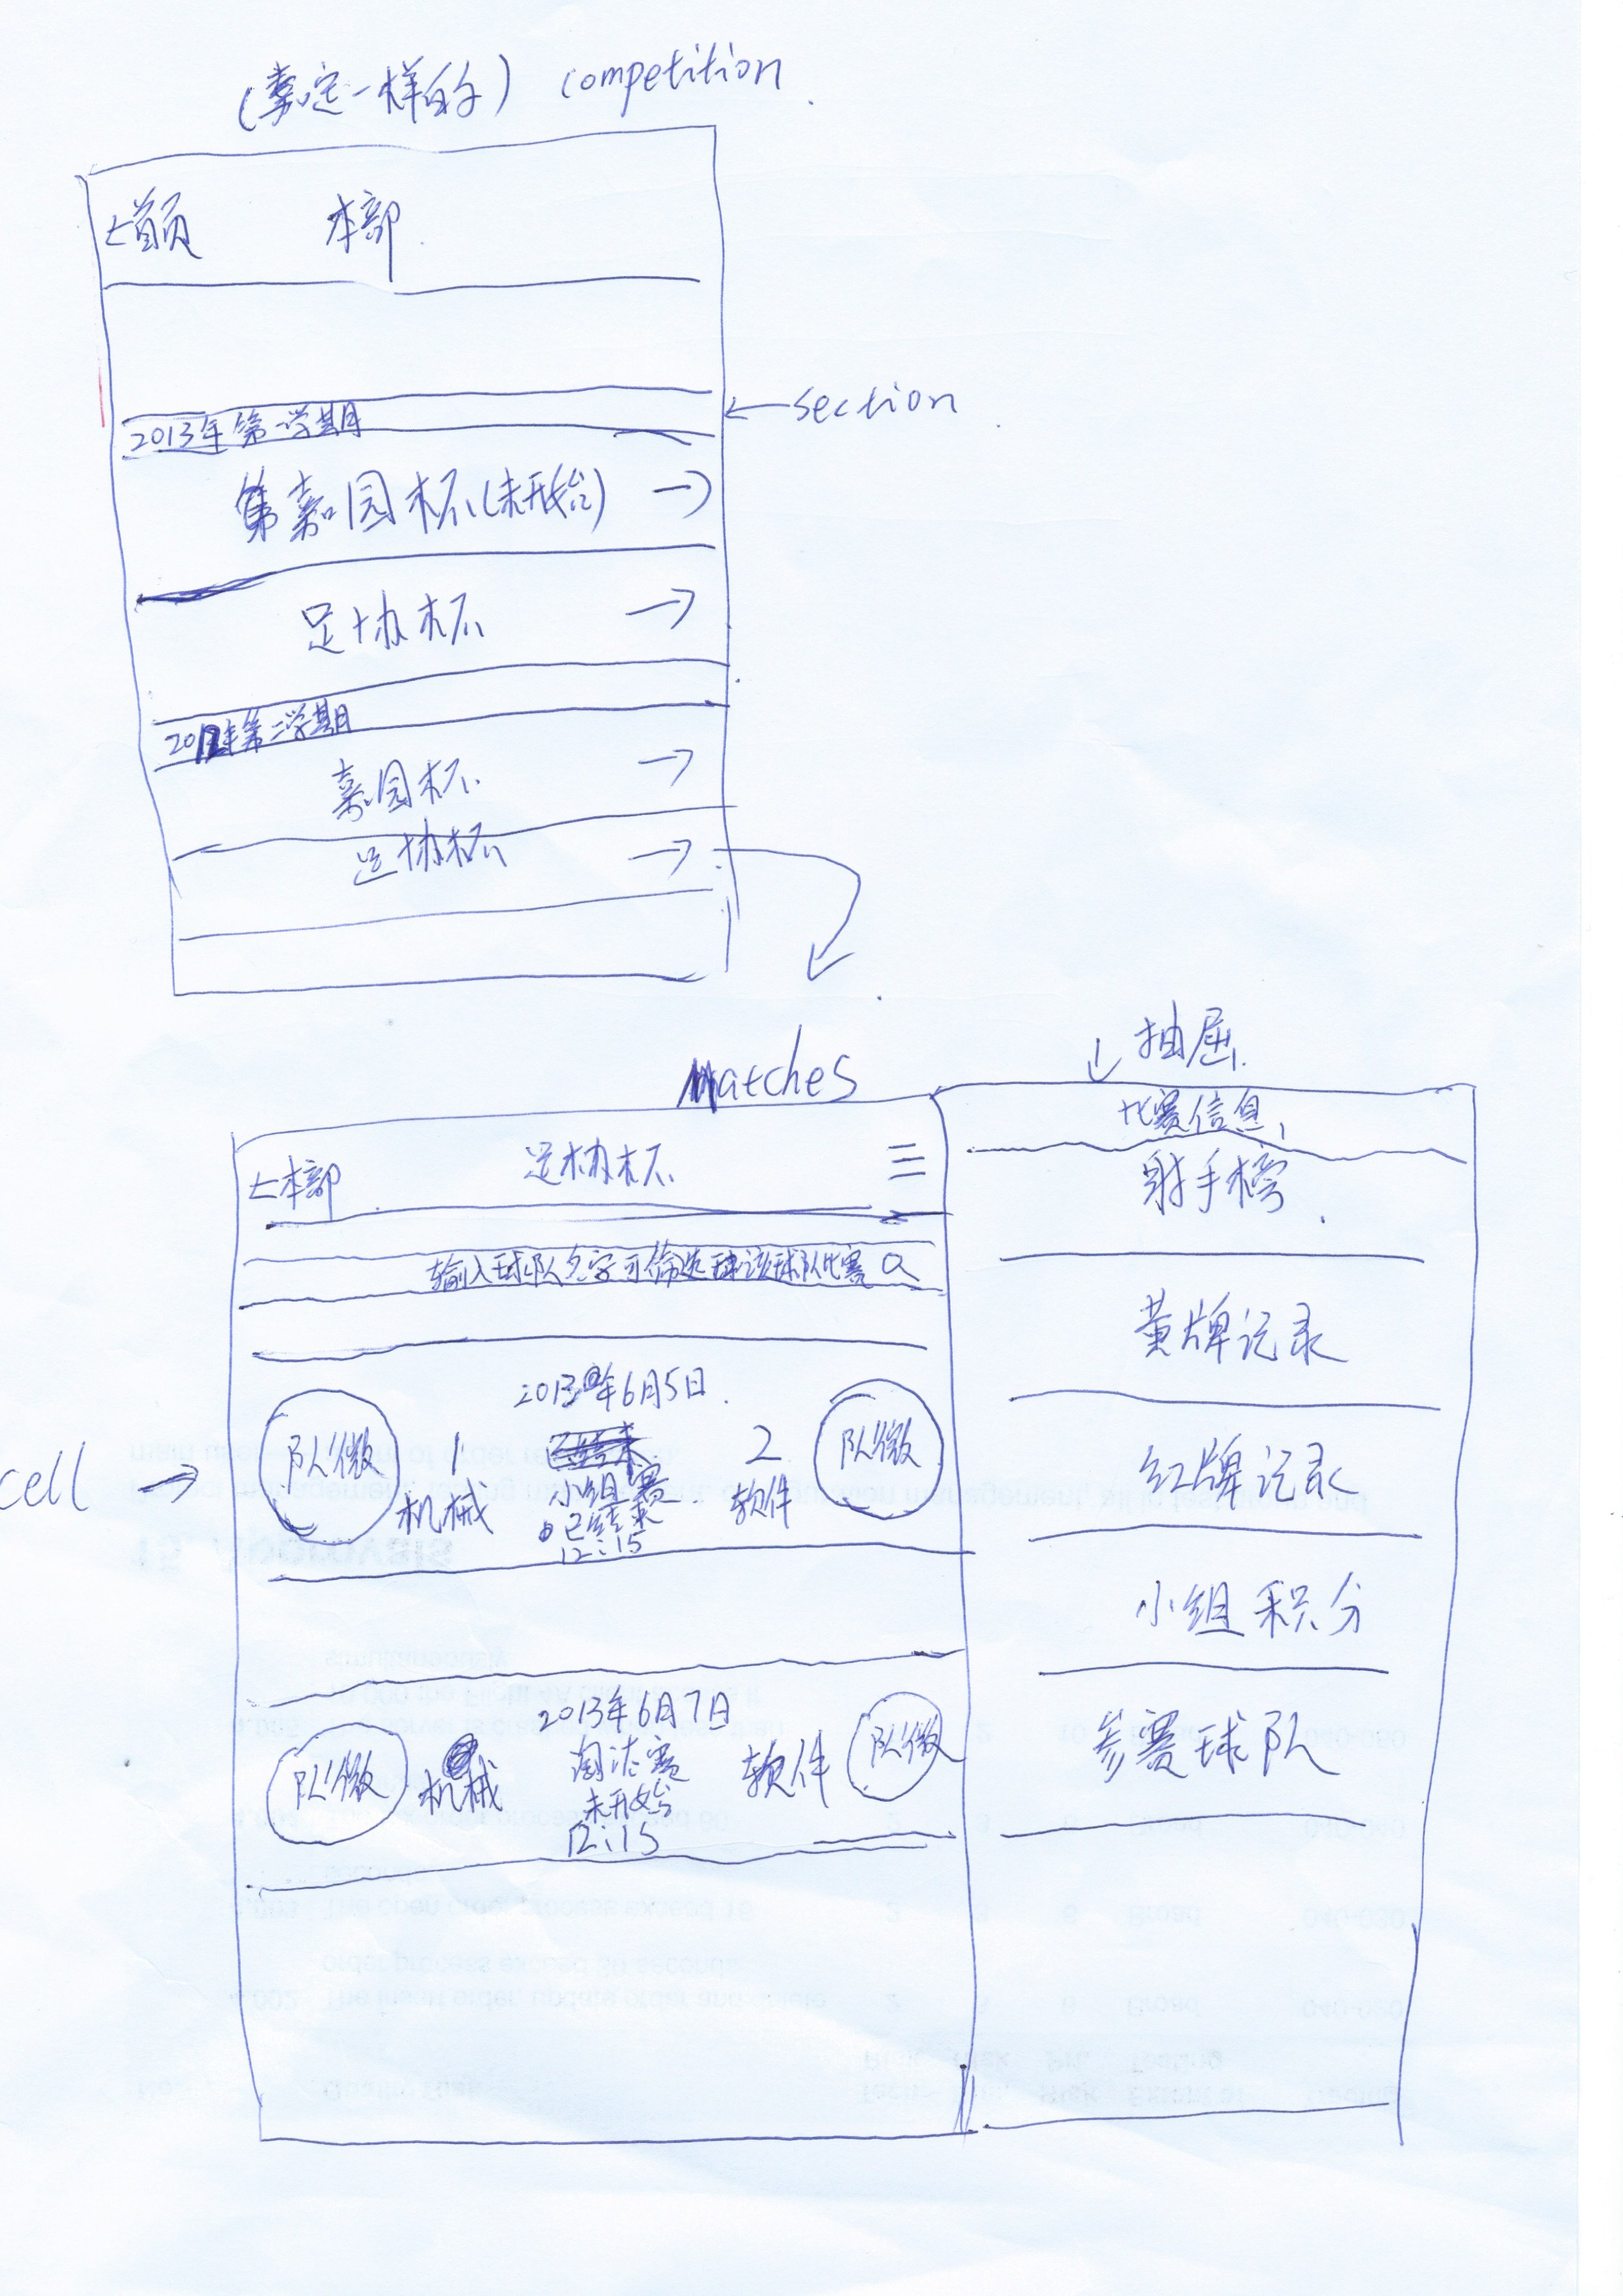 (嘉定一样的) competition
←首页 本部
2013年第一学期
← section
嘉园杯(未开始) →
足协杯 →
2012年第二学期
嘉园杯 →
足协杯 →
抽屉
Matches
比赛信息
←本部 足协杯 三
射手榜
输入球队名字可筛选该球队比赛
黄牌记录
2013年6月5日
队徽 1 2 队徽
cell → 机械 小组赛 软件
已结束
12:15
红牌记录
小组积分
2013年6月7日
队徽 机械 淘汰赛 软件 队徽
未开始
12:15
参赛球队